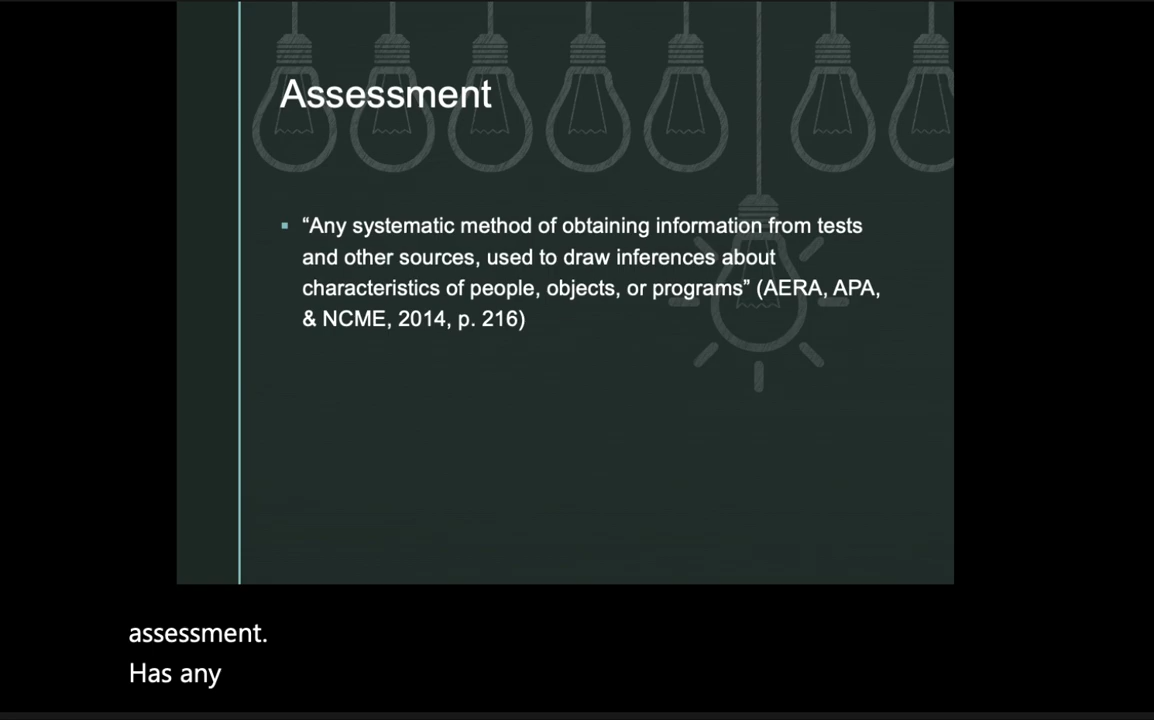 Assessment
▪ “Any systematic method of obtaining information from tests
and other sources, used to draw inferences about
characteristics of people, objects, or programs” (AERA, APA,
& NCME, 2014, p. 216)
assessment.
Has any